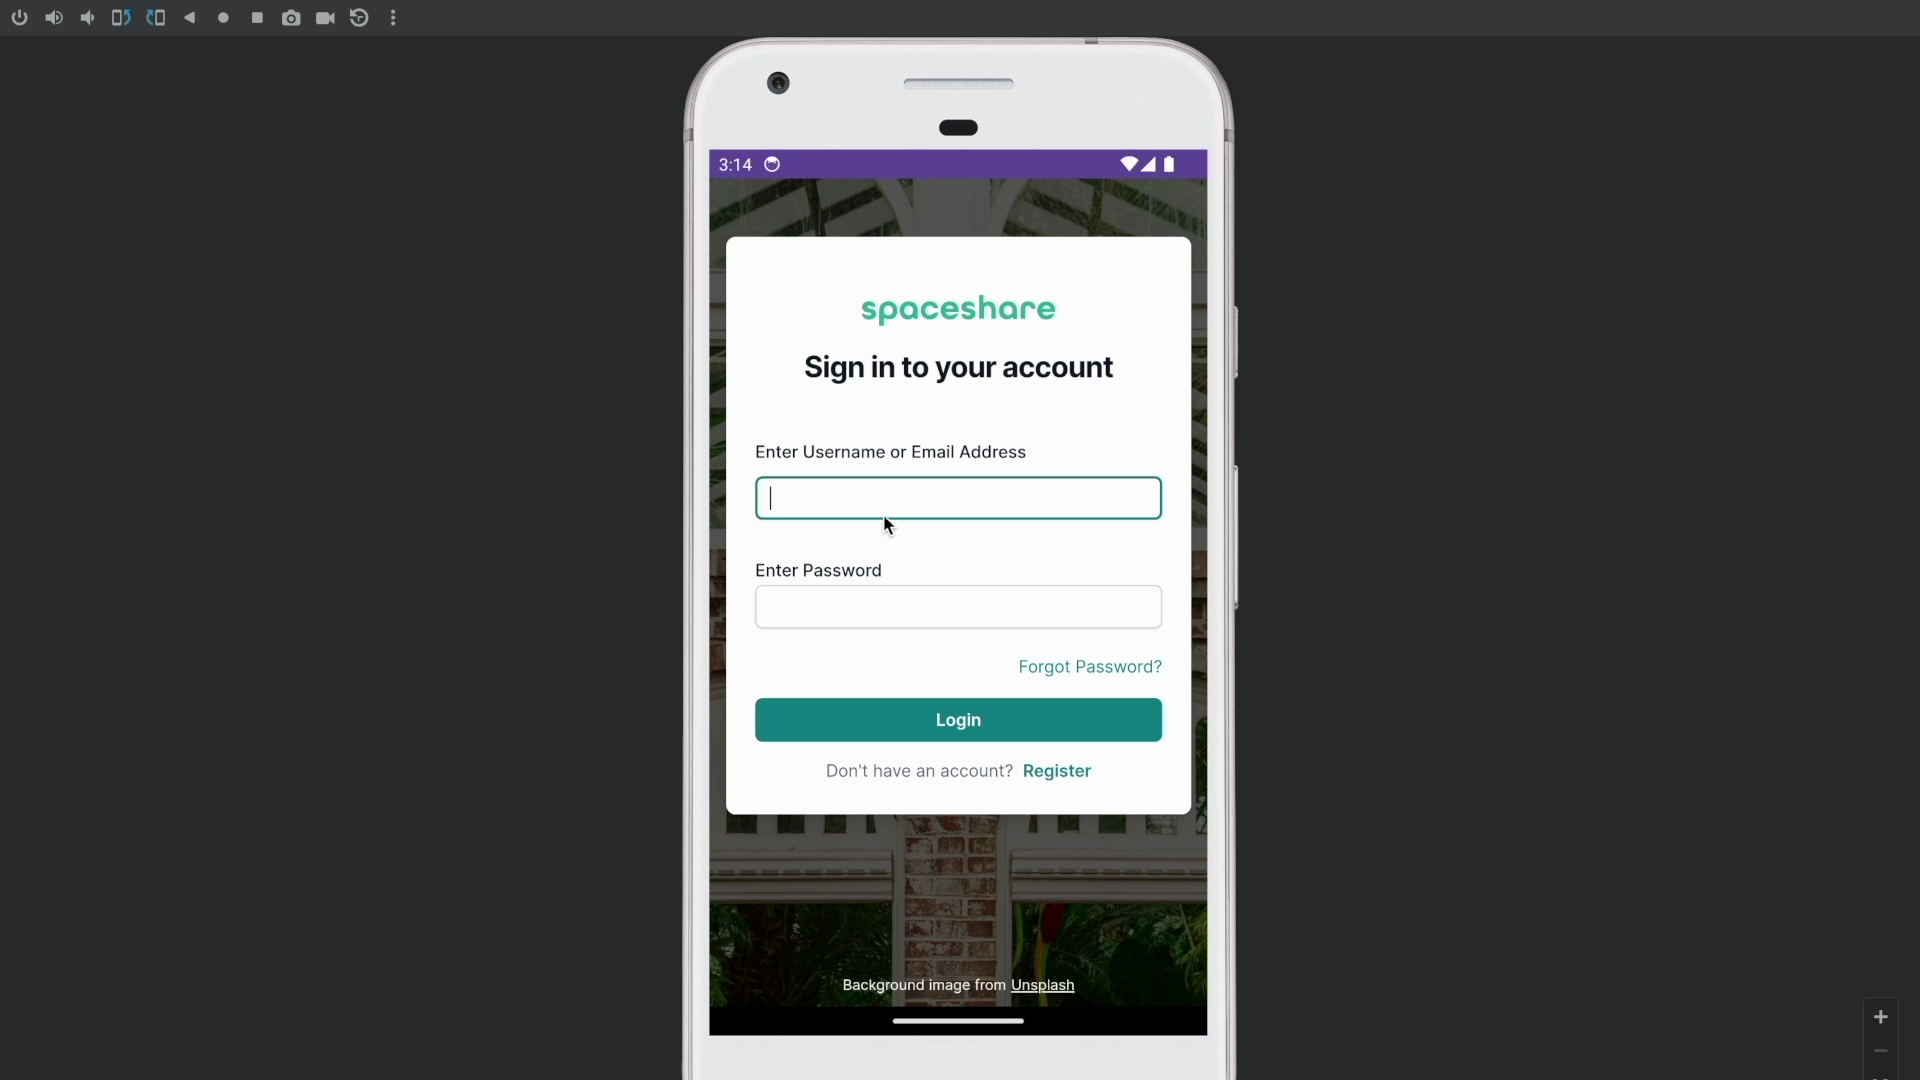 3:14
spaceshare
Sign in to your account
Enter Username or Email Address
Enter Password
Forgot Password?
Login
Don't have an account? Register
Background image from Unsplash